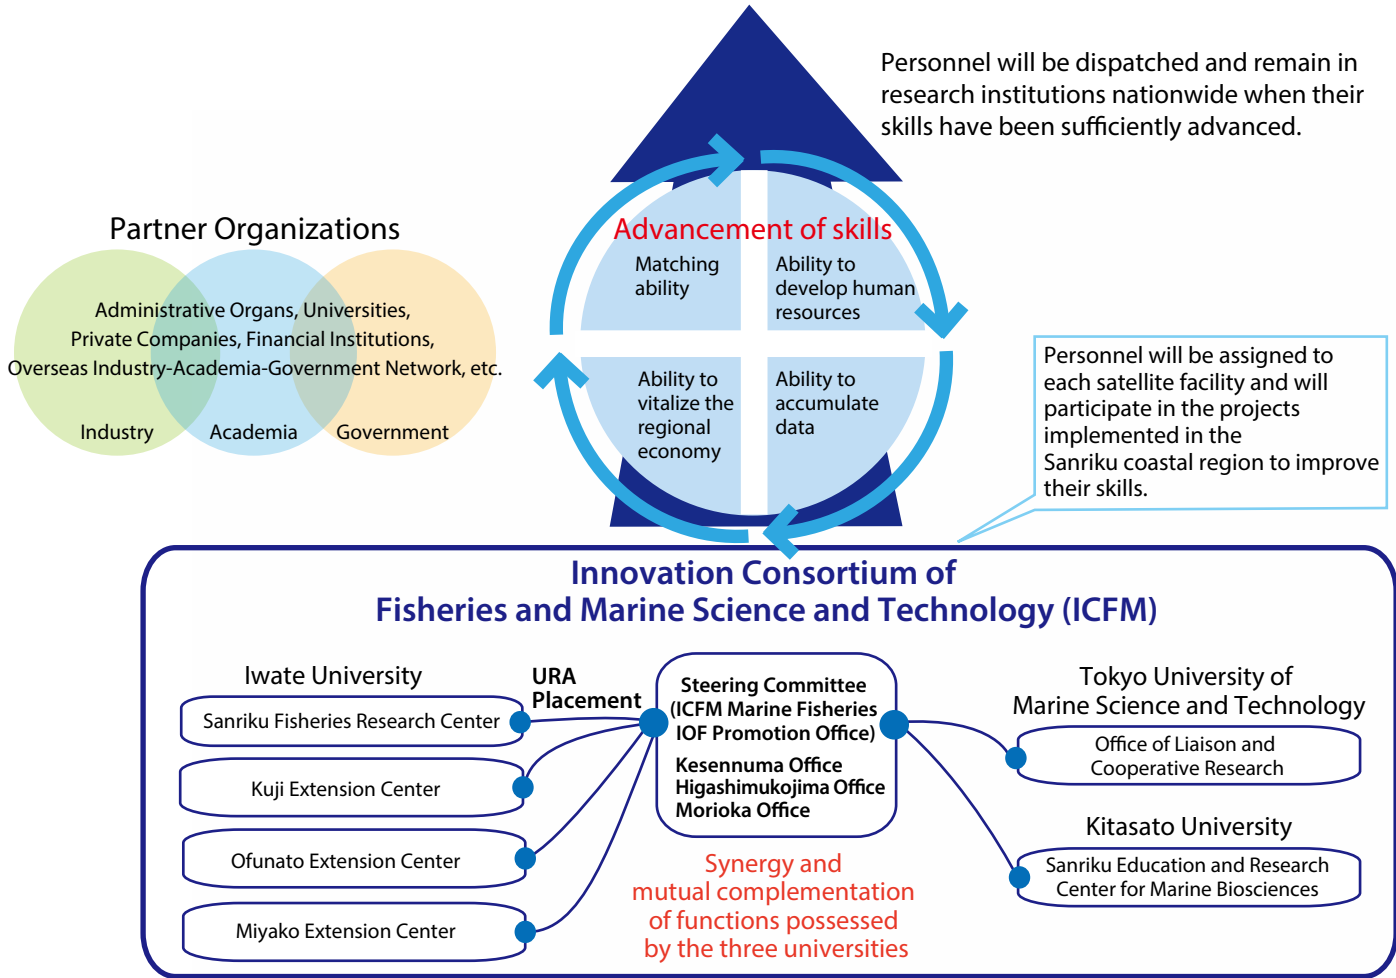 Personnel will be dispatched and remain in
research institutions nationwide when their
skills have been sufficiently advanced.
Partner Organizations
Administrative Organs, Universities,
Private Companies, Financial Institutions,
Overseas Industry-Academia-Government Network, etc.
Industry
Academia
Government
Advancement of skills
Matching
ability
Ability to
develop human
resources
Ability to
vitalize the
regional
economy
Ability to
accumulate
data
Personnel will be assigned to
each satellite facility and will
participate in the projects
implemented in the
Sanriku coastal region to improve
their skills.
Innovation Consortium of
Fisheries and Marine Science and Technology (ICFM)
Iwate University
Sanriku Fisheries Research Center
Kuji Extension Center
Ofunato Extension Center
Miyako Extension Center
URA
Placement
Steering Committee
(ICFM Marine Fisheries
IOF Promotion Office)
Kesennuma Office
Higashimukojima Office
Morioka Office
Synergy and
mutual complementation
of functions possessed
by the three universities
Tokyo University of
Marine Science and Technology
Office of Liaison and
Cooperative Research
Kitasato University
Sanriku Education and Research
Center for Marine Biosciences